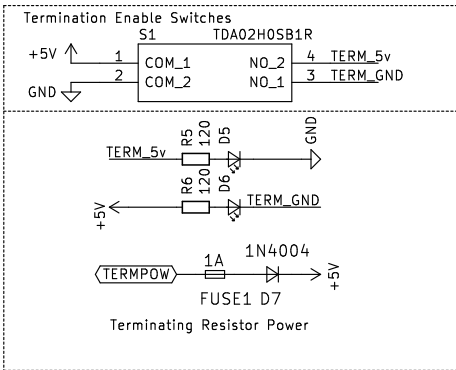 Termination Enable Switches
S1 TDA02H0SB1R
+5V 1 COM_1 NO_2 4 TERM_5v
2 COM_2 NO_1 3 TERM_GND
GND
R5 120 D5 GND
TERM_5v
R6 120 D6
+5V TERM_GND
1N4004
TERMPOW 1A +5V
FUSE1 D7
Terminating Resistor Power